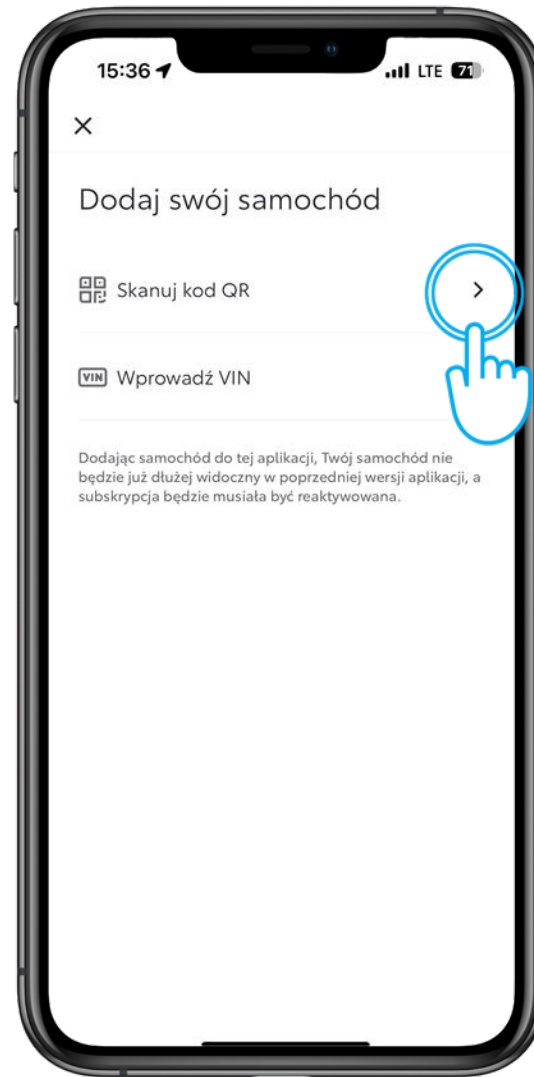 15:36 LTE 71
Dodaj swój samochód
Skanuj kod QR
VIN Wprowadź VIN
Dodając samochód do tej aplikacji, Twój samochód nie
będzie już dłużej widoczny w poprzedniej wersji aplikacji, a
subskrypcja będzie musiała być reaktywowana.